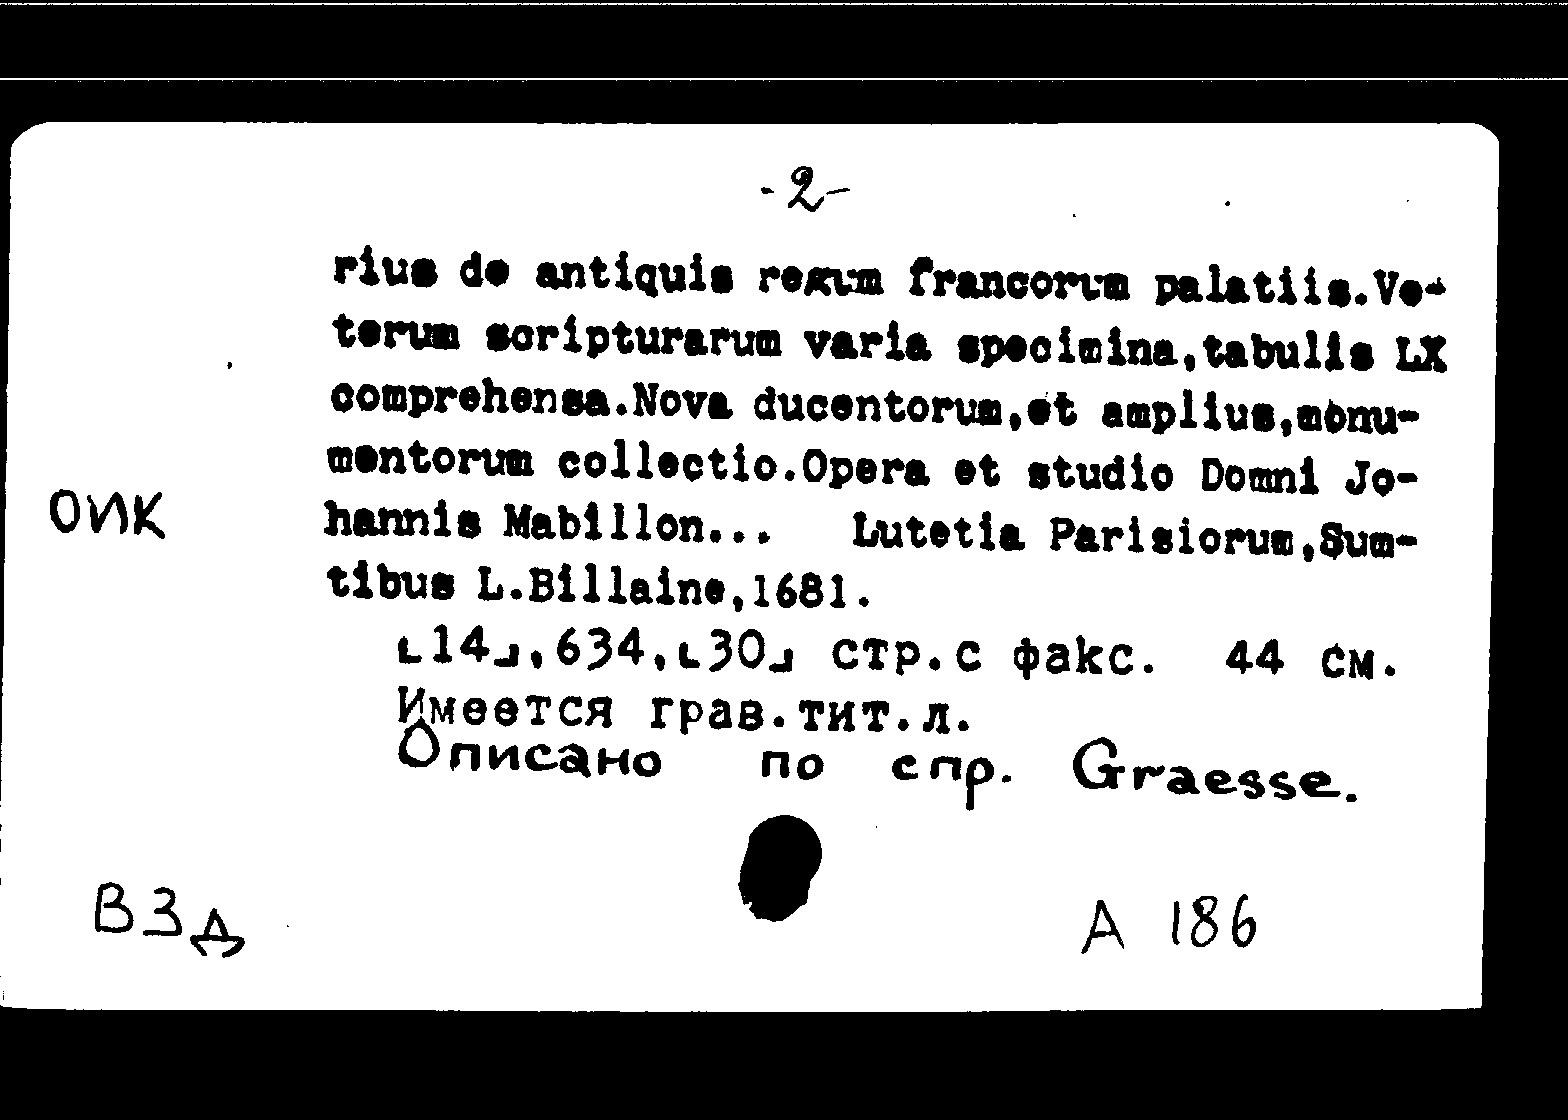 -2-
rius de antiquis regum francorum palatiis.Ve-
terum scripturarum varia specimina,tabulis LX
comprehensa.Nova ducentorum,et amplius,monu-
mentorum collectio.Opera et studio Domni Jo-
ОИК
hannis Mabillon... Lutetia Parisiorum,Sum-
tibus L.Billaine,1681.
[14],634,[30] стр.с факс. 44 см.
Имеется грав.тит.л.
Описано по спр. Graesse.
ВЗд
А 186